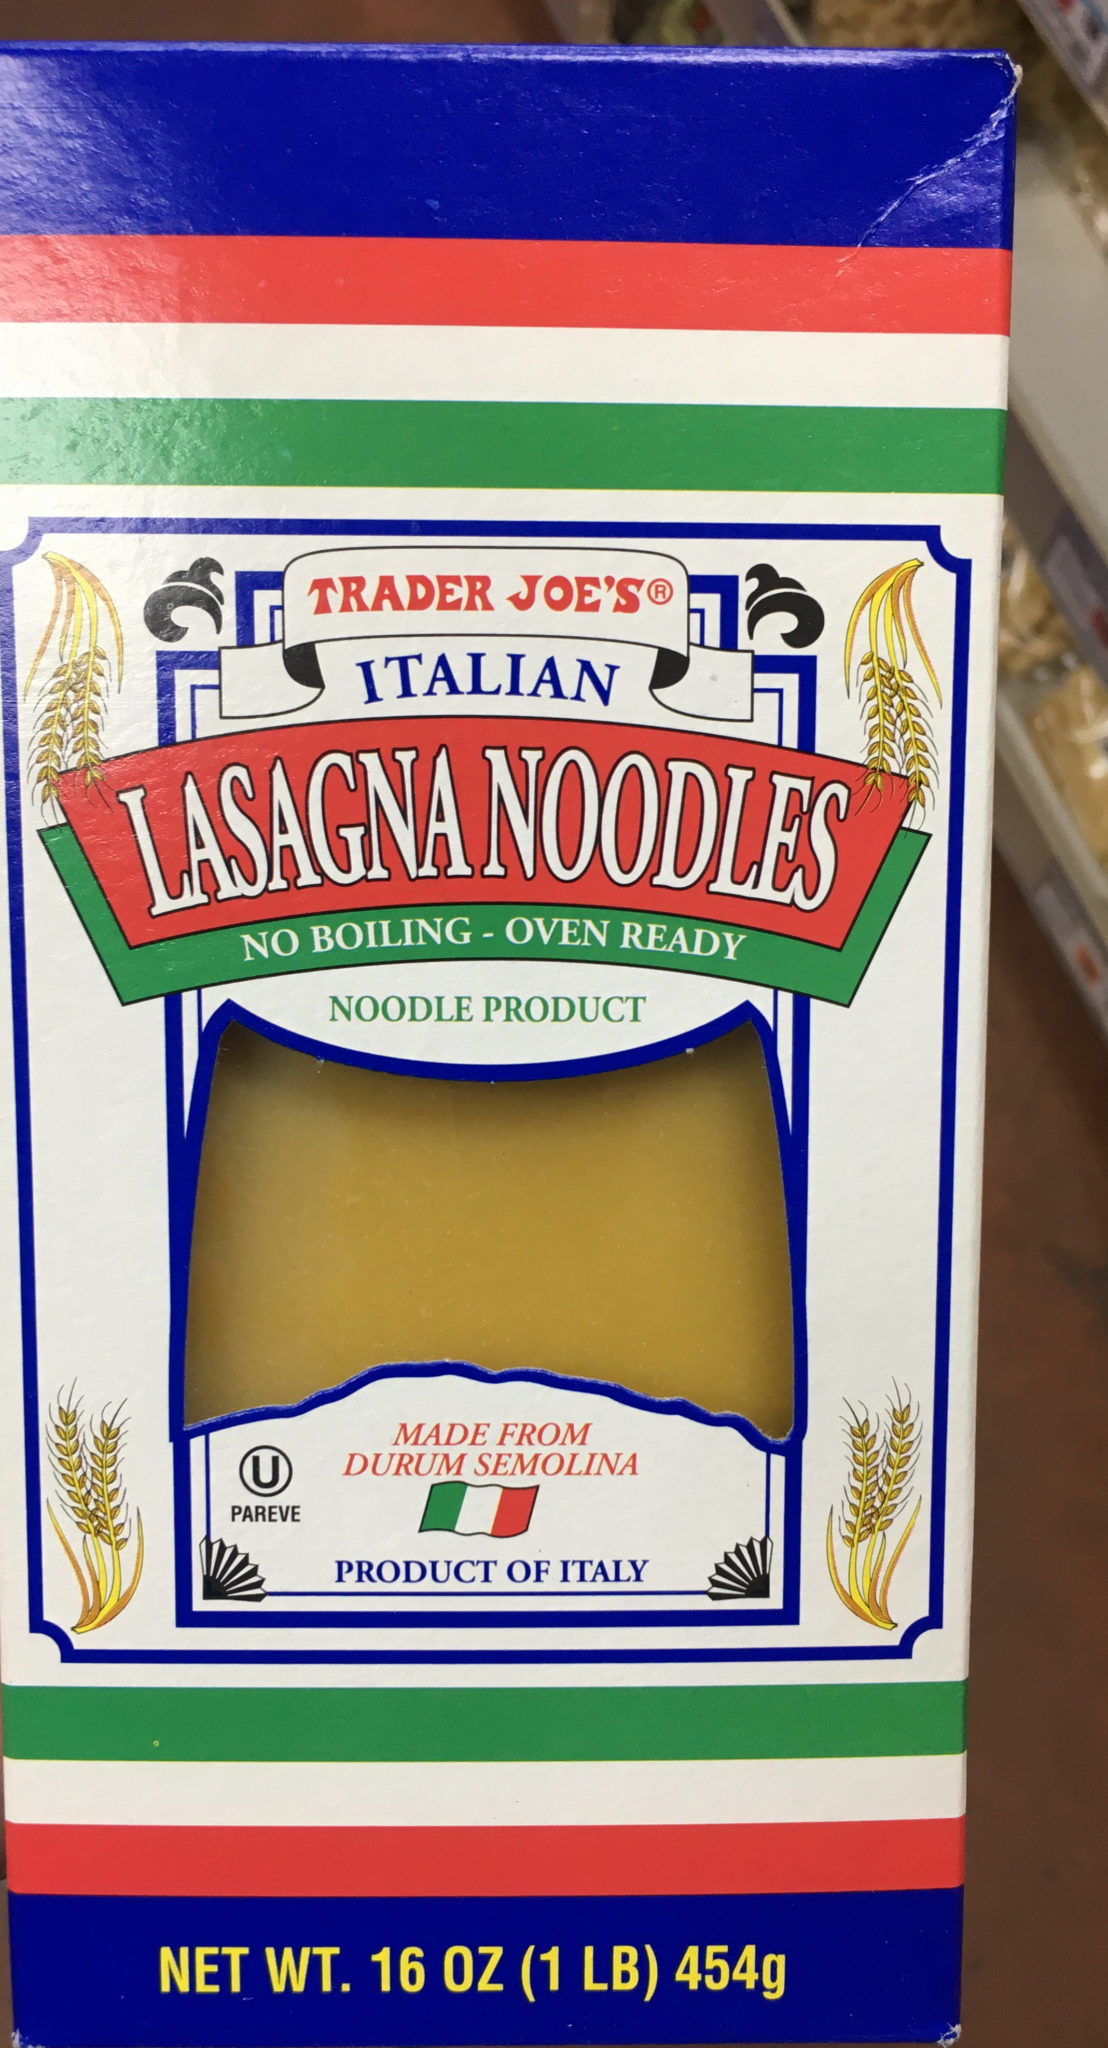 TRADER JOE'S®
ITALIAN
LASAGNA NOODLES
NO BOILING - OVEN READY
NOODLE PRODUCT
MADE FROM
DURUM SEMOLINA
U
PAREVE
PRODUCT OF ITALY
NET WT. 16 OZ (1 LB) 454g